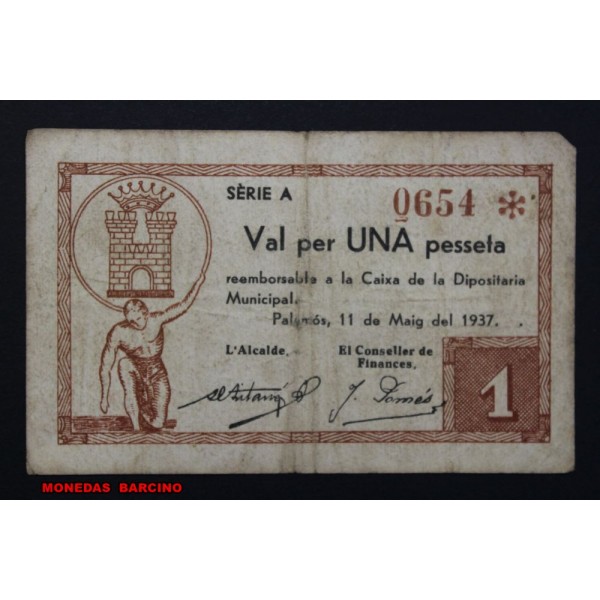 SÈRIE A
0654 *
Val per UNA pesseta
reemborsable a la Caixa de la Dipositaria
Municipal.
Palamós, 11 de Maig del 1937.
L'Alcalde.
El Conseller de
Finances.
J. Tomés
1
MONEDAS BARCINO